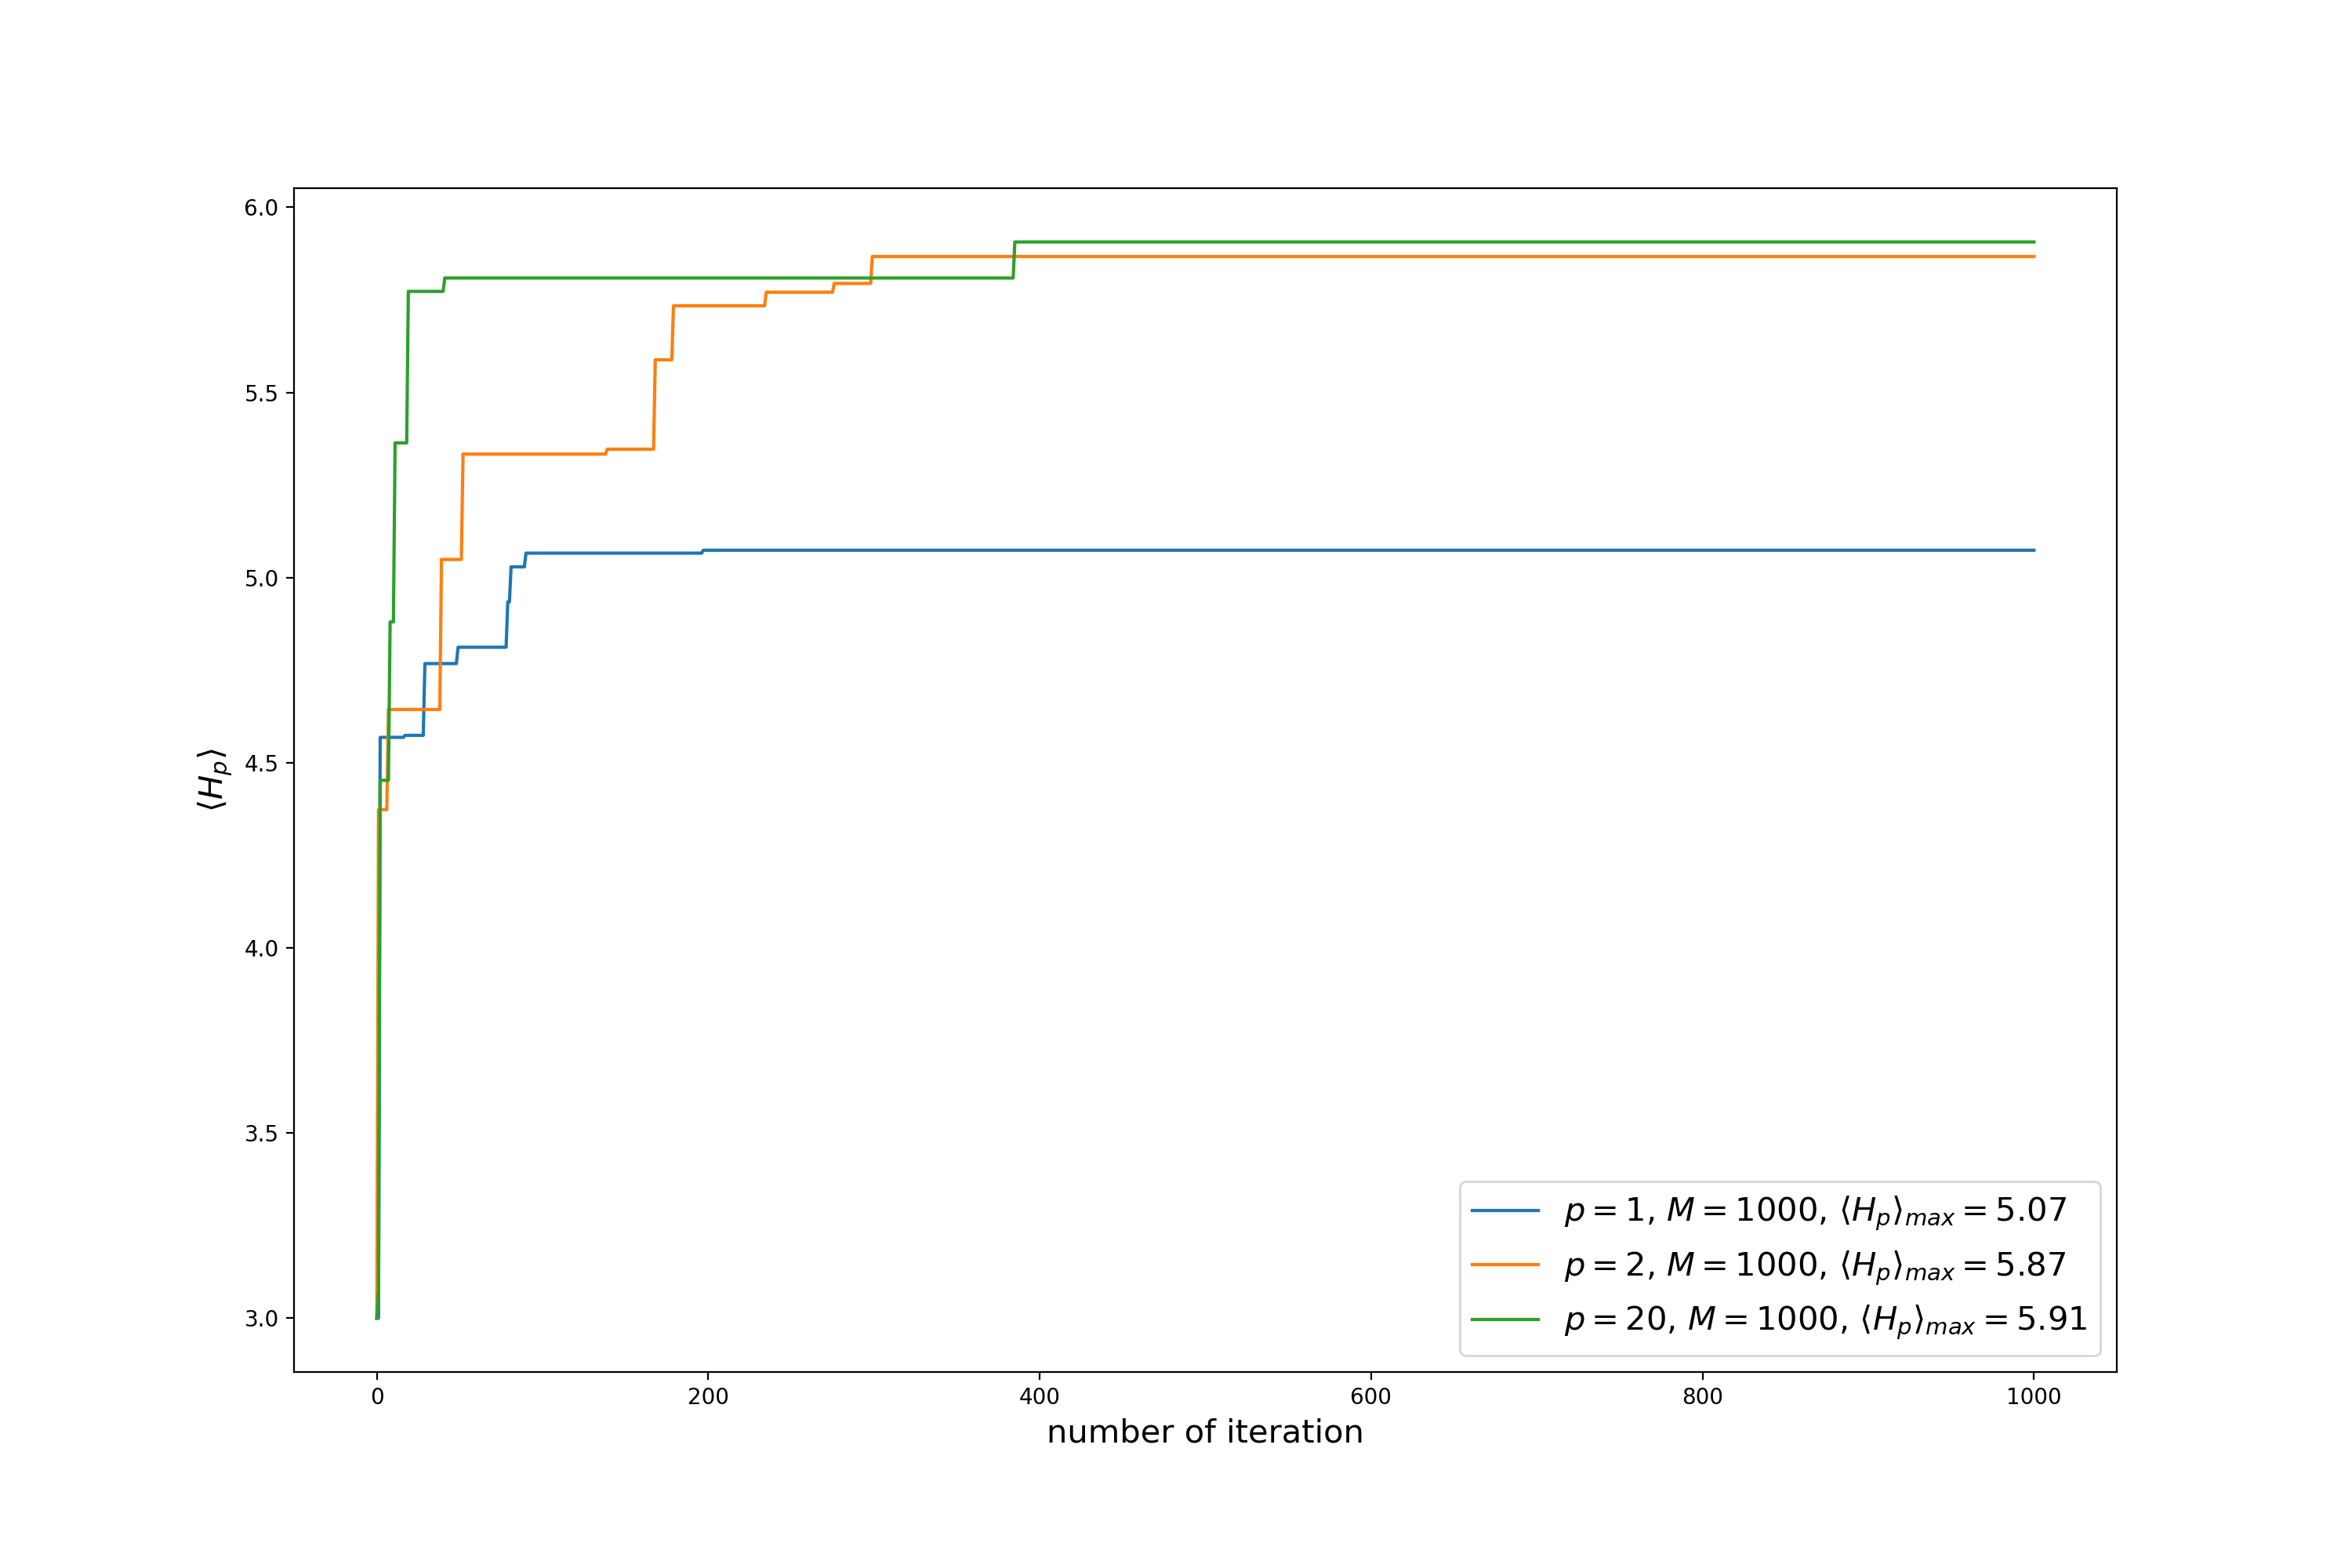 6.0
5.5
5.0
4.5
4.0
3.5
3.0
⟨H_p⟩
0 200 400 600 800 1000
number of iteration
p = 1, M = 1000, ⟨H_p⟩_max = 5.07
p = 2, M = 1000, ⟨H_p⟩_max = 5.87
p = 20, M = 1000, ⟨H_p⟩_max = 5.91